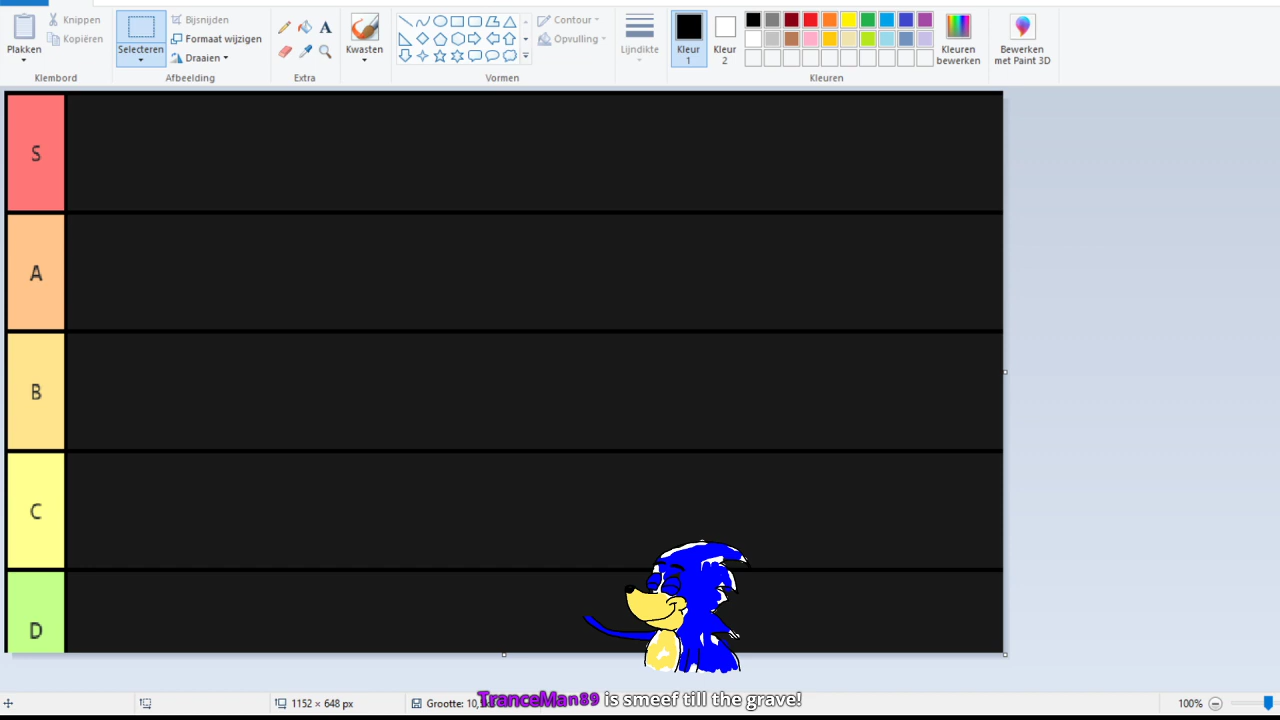 Plakken
Knippen
Kopiëren
Klembord
Selecteren
Bijsnijden
Formaat wijzigen
Draaien
Afbeelding
A
Extra
Kwasten
Contour
Opvulling
Vormen
Lijndikte
Kleur 1
Kleur 2
Kleuren bewerken
Kleuren
Bewerken met Paint 3D
S
A
B
C
D
1152 × 648 px
Grootte: 10,
TranceMan89 is smeef till the grave!
100%